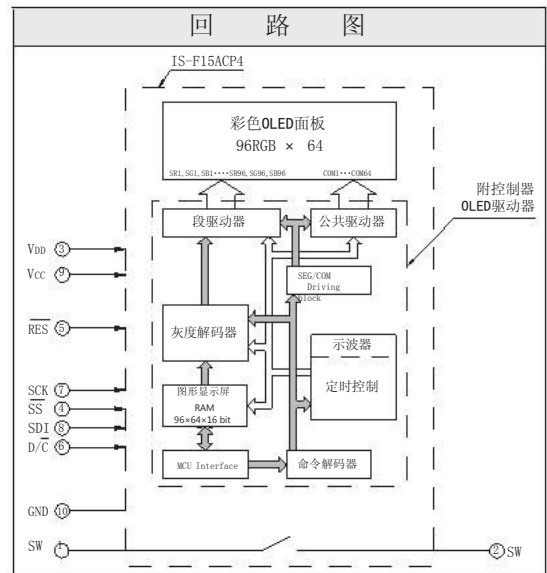 回 路 图
IS-F15ACP4
彩色OLED面板
96RGB × 64
SR1,SG1,SB1····SR96,SG96,SB96 COM1···COM64
附控制器
OLED驱动器
段驱动器 公共驱动器
VDD ③
VCC ⑨
SEG/COM
Driving
block
R̅E̅S̅ ⑤
灰度解码器
示波器
定时控制
SCK ⑦
S̅S̅ ④
SDI ⑧
D/C̅ ⑥
图形显示屏
RAM
96×64×16 bit
MCU Interface 命令解码器
GND ⑩
SW ① ② SW